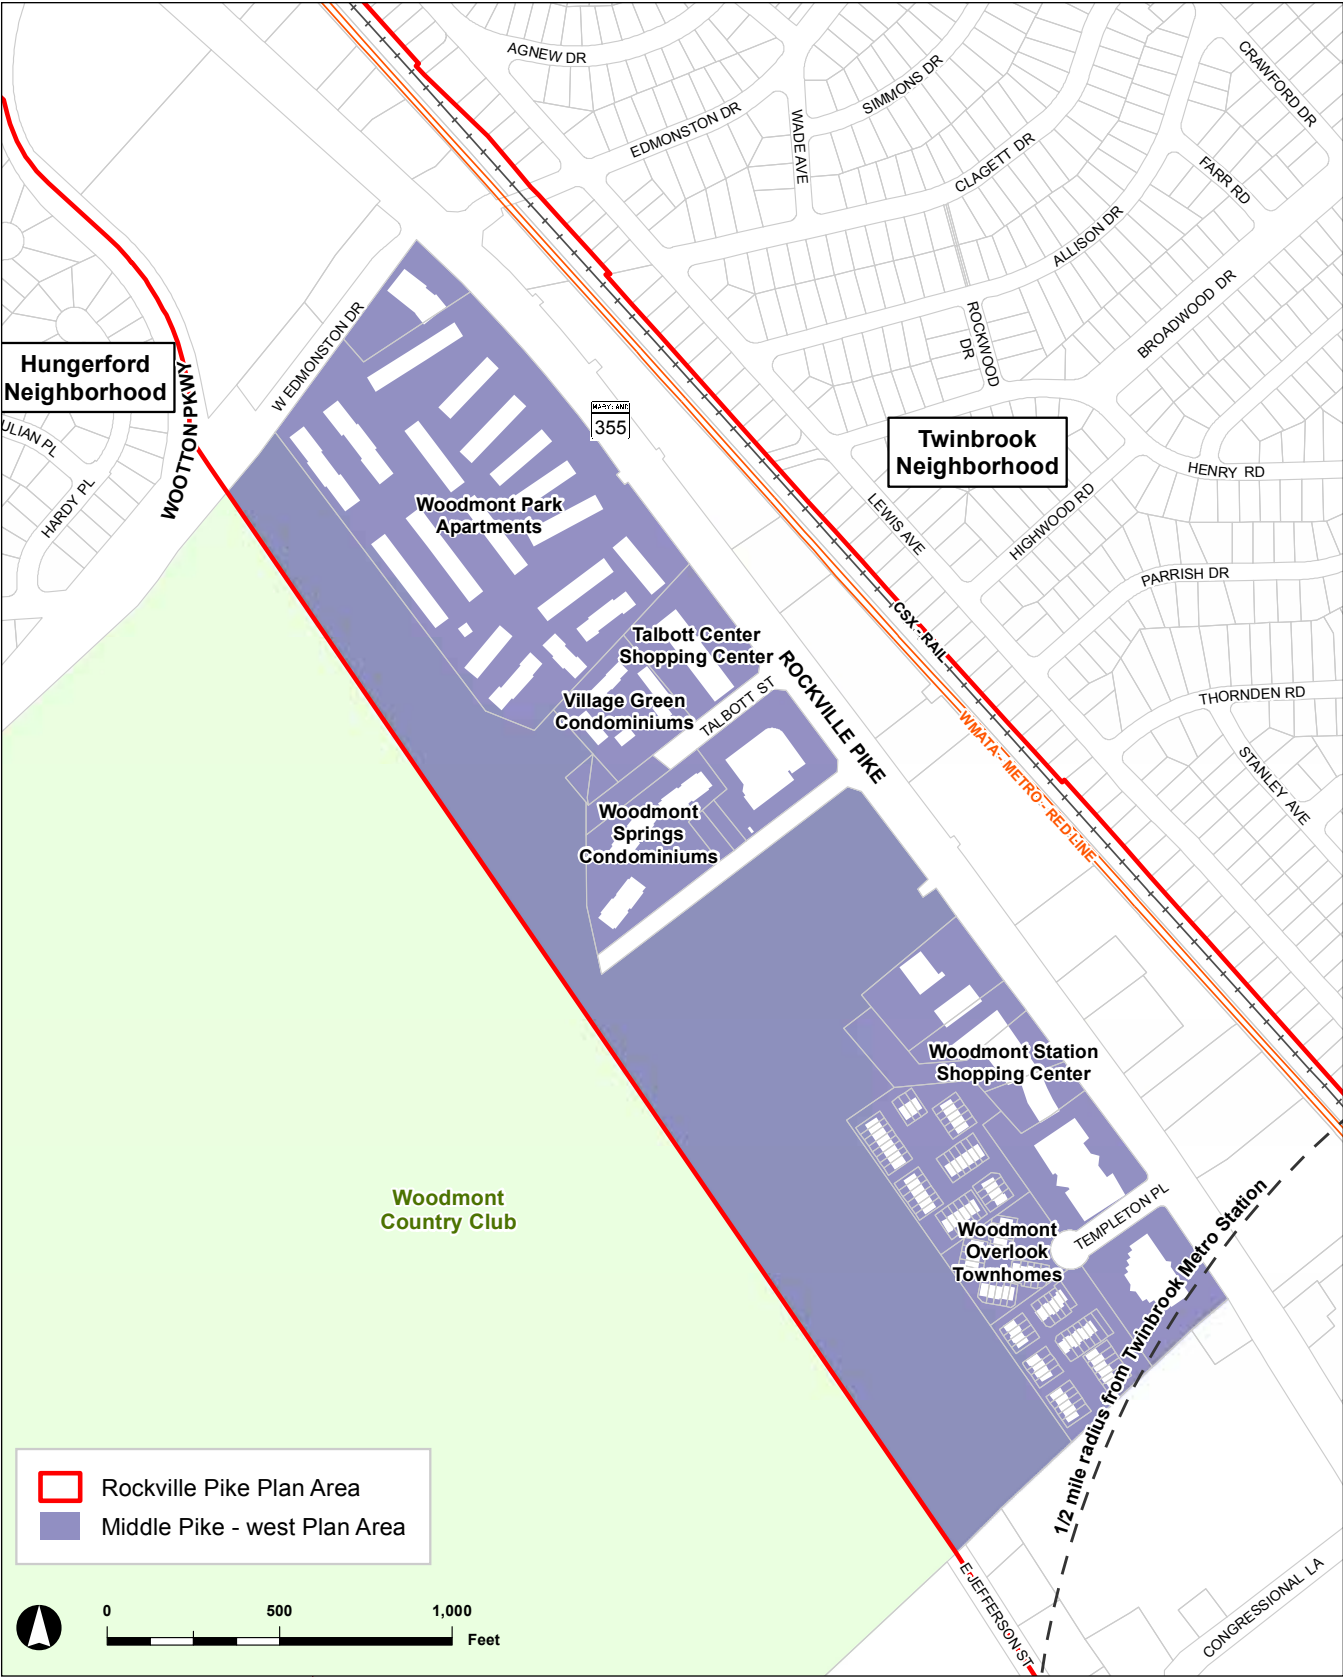 AGNEW DR
SIMMONS DR
CRAWFORD DR
EDMONSTON DR
WADE AVE
CLAGETT DR
FARR RD
ALLISON DR
BROADWOOD DR
ROCKWOOD
DR
W EDMONSTON DR
Hungerford
Neighborhood
WOOTTON PKWY
ULIAN PL
HARDY PL
MARYLAND
355
Twinbrook
Neighborhood
HENRY RD
LEWIS AVE
HIGHWOOD RD
PARRISH DR
Woodmont Park
Apartments
CSX - RAIL
Talbott Center
Shopping Center
ROCKVILLE PIKE
Village Green
Condominiums
TALBOTT ST
THORNDEN RD
WMATA - METRO - RED LINE
STANLEY AVE
Woodmont
Springs
Condominiums
Woodmont Station
Shopping Center
Woodmont
Country Club
Woodmont
Overlook
Townhomes
TEMPLETON PL
1/2 mile radius from Twinbrook Metro Station
Rockville Pike Plan Area
Middle Pike - west Plan Area
0 500 1,000
Feet
E JEFFERSON ST
CONGRESSIONAL LA